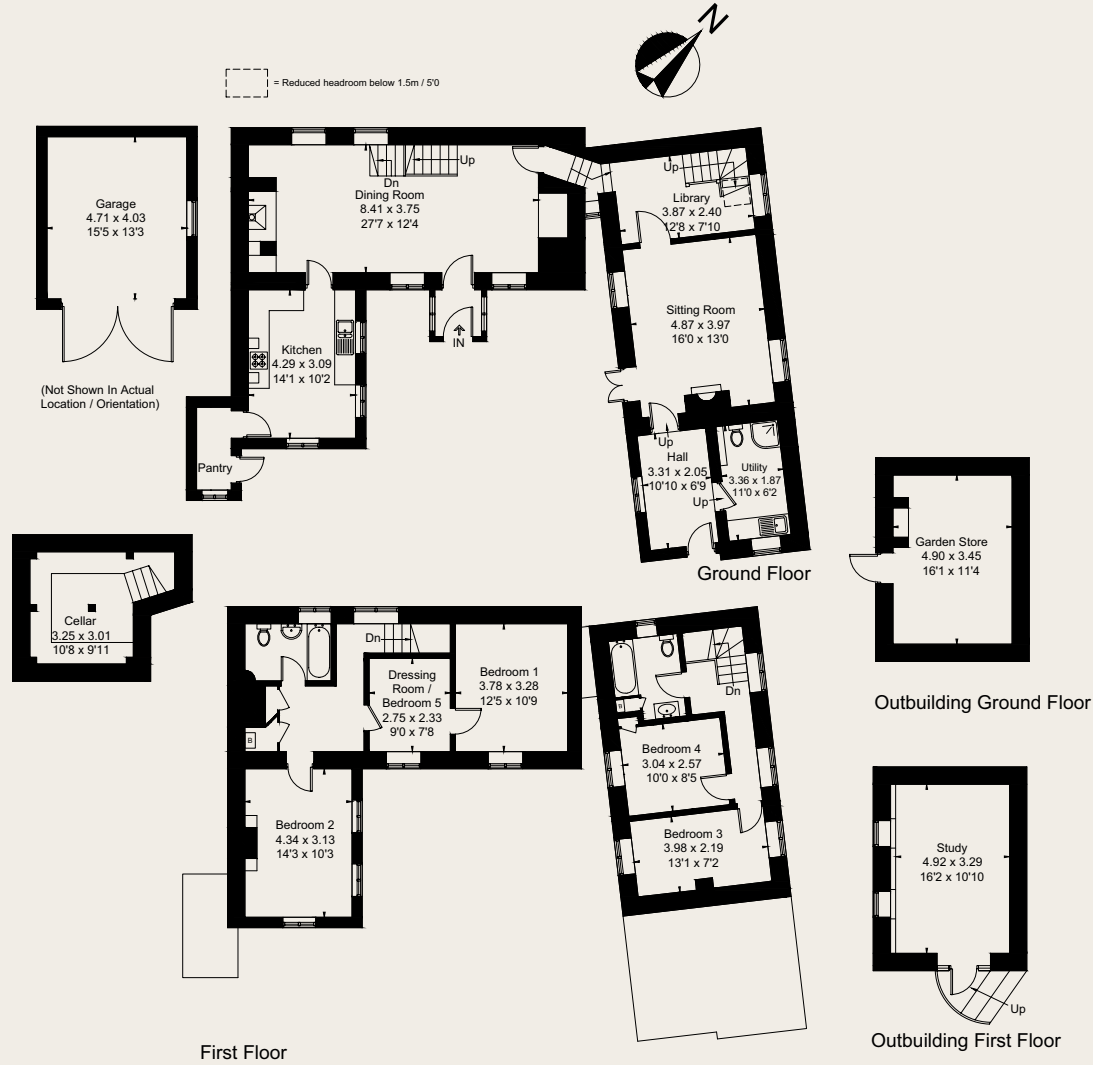 N
= Reduced headroom below 1.5m / 5'0
Garage
4.71 x 4.03
15'5 x 13'3
(Not Shown In Actual
Location / Orientation)
Up
Dn
Dining Room
8.41 x 3.75
27'7 x 12'4
Up
Library
3.87 x 2.40
12'8 x 7'10
Sitting Room
4.87 x 3.97
16'0 x 13'0
IN
Kitchen
4.29 x 3.09
14'1 x 10'2
Pantry
Up
Hall
3.31 x 2.05
10'10 x 6'9
Up
Utility
3.36 x 1.87
11'0 x 6'2
Ground Floor
Cellar
3.25 x 3.01
10'8 x 9'11
Garden Store
4.90 x 3.45
16'1 x 11'4
Outbuilding Ground Floor
Dn
Dressing
Room /
Bedroom 5
2.75 x 2.33
9'0 x 7'8
Bedroom 1
3.78 x 3.28
12'5 x 10'9
B
Bedroom 2
4.34 x 3.13
14'3 x 10'3
Dn
B
Bedroom 4
3.04 x 2.57
10'0 x 8'5
Bedroom 3
3.98 x 2.19
13'1 x 7'2
First Floor
Study
4.92 x 3.29
16'2 x 10'10
Up
Outbuilding First Floor